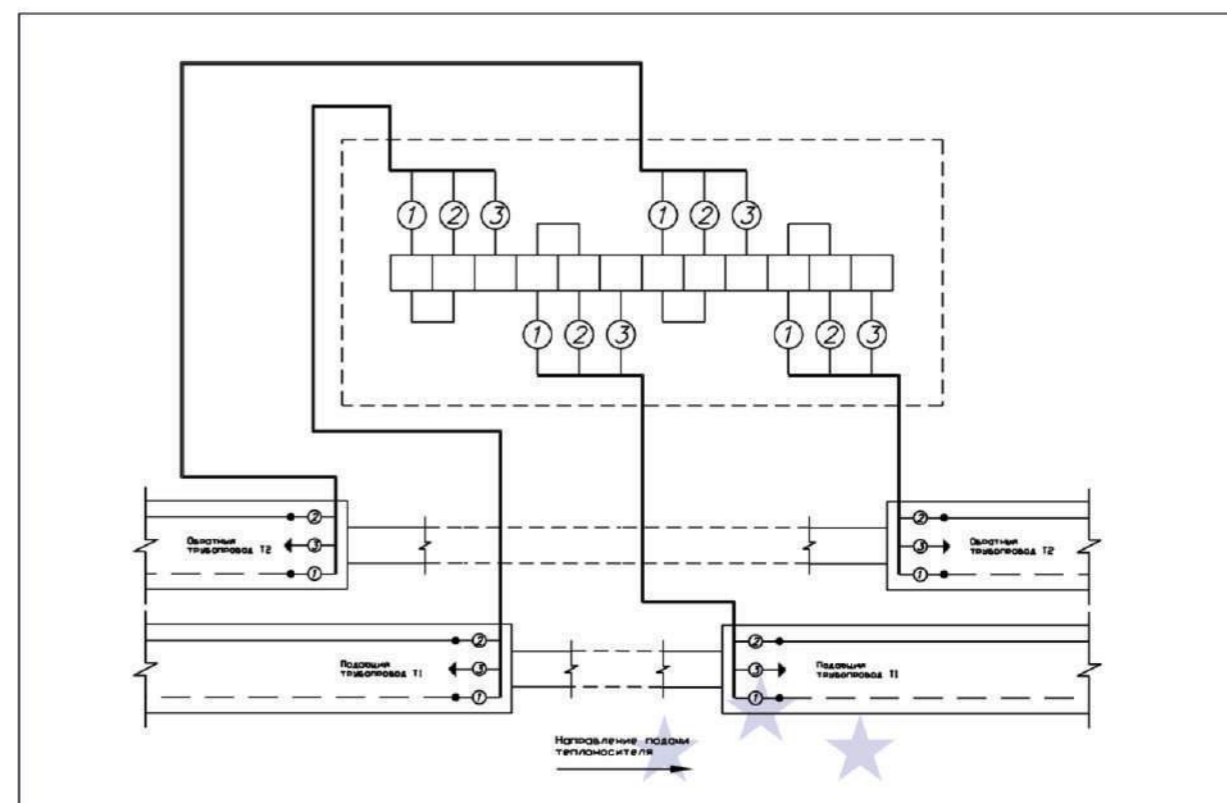 1 2 3 1 2 3
1 2 3 1 2 3
2 2
Обратный
трубопровод Т2
3 3
Обратный
трубопровод Т2
1 1
2 2
Подающий
трубопровод Т1
3 3
Подающий
трубопровод Т1
1 1
Направление подачи
теплоносителя